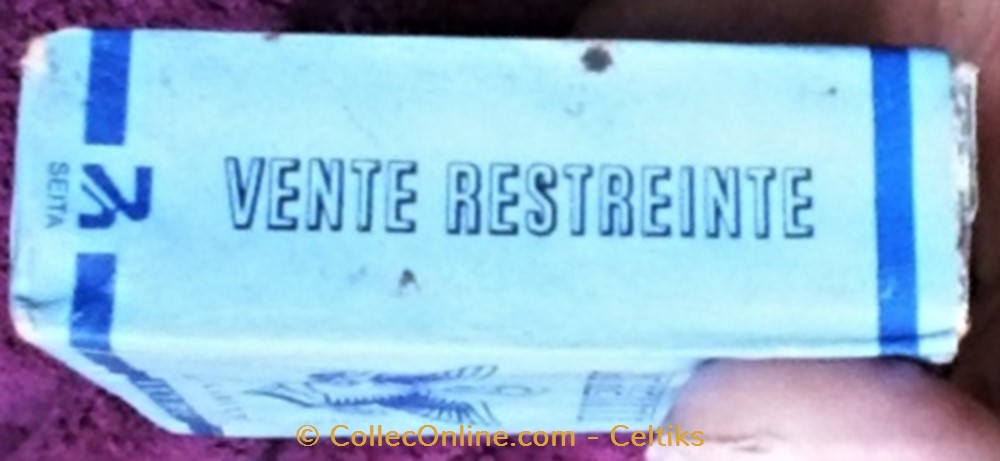 SEITA
VENTE RESTREINTE
© CollecOnline.com - Celtiks